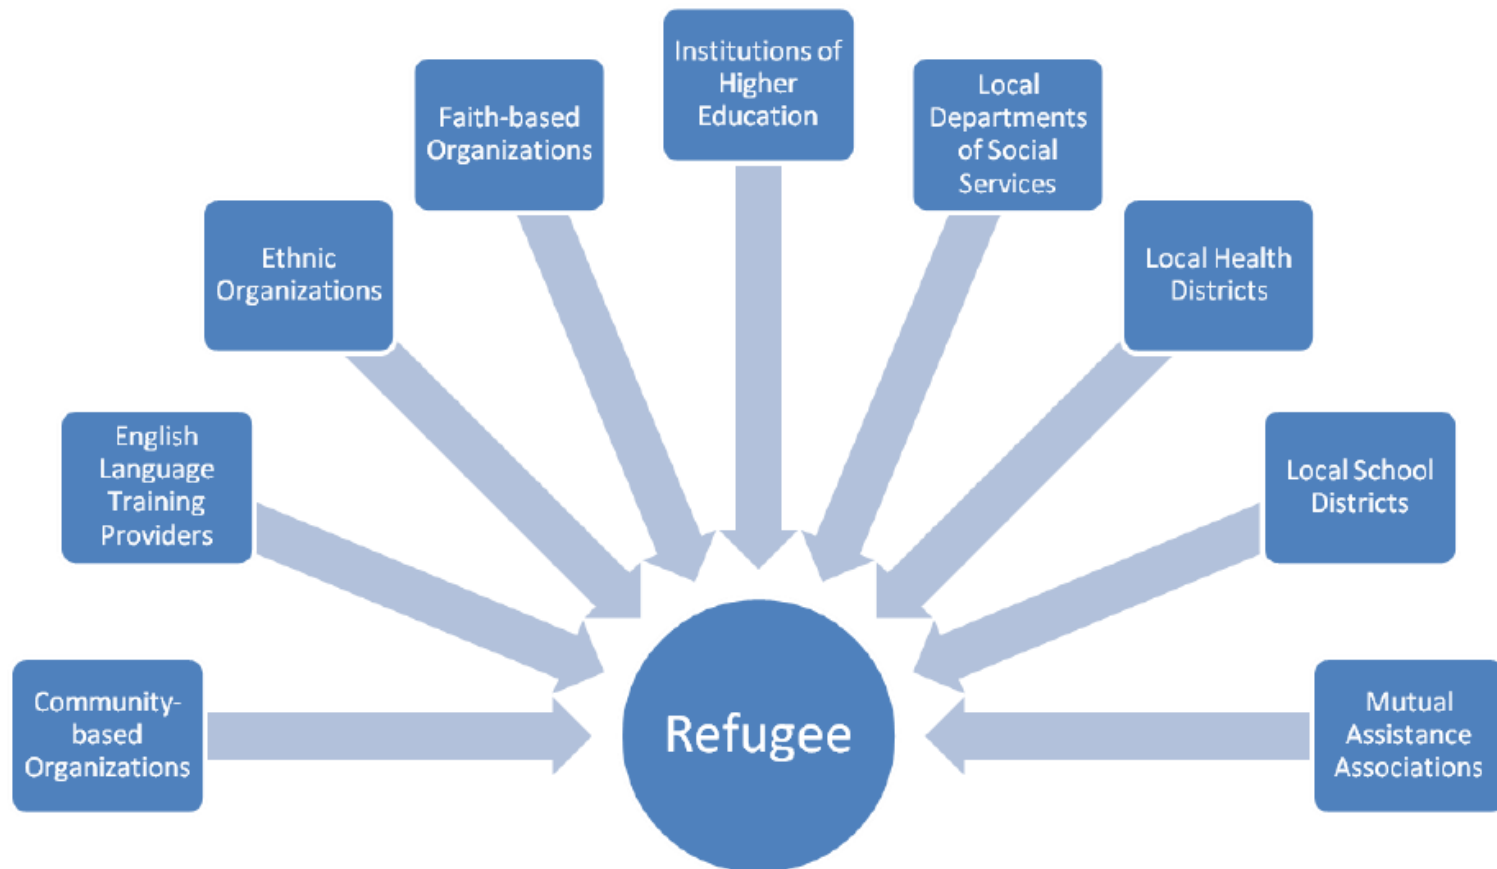 Community-
based
Organizations
English
Language
Training
Providers
Ethnic
Organizations
Faith-based
Organizations
Institutions of
Higher
Education
Local
Departments
of Social
Services
Local Health
Districts
Local School
Districts
Mutual
Assistance
Associations
Refugee